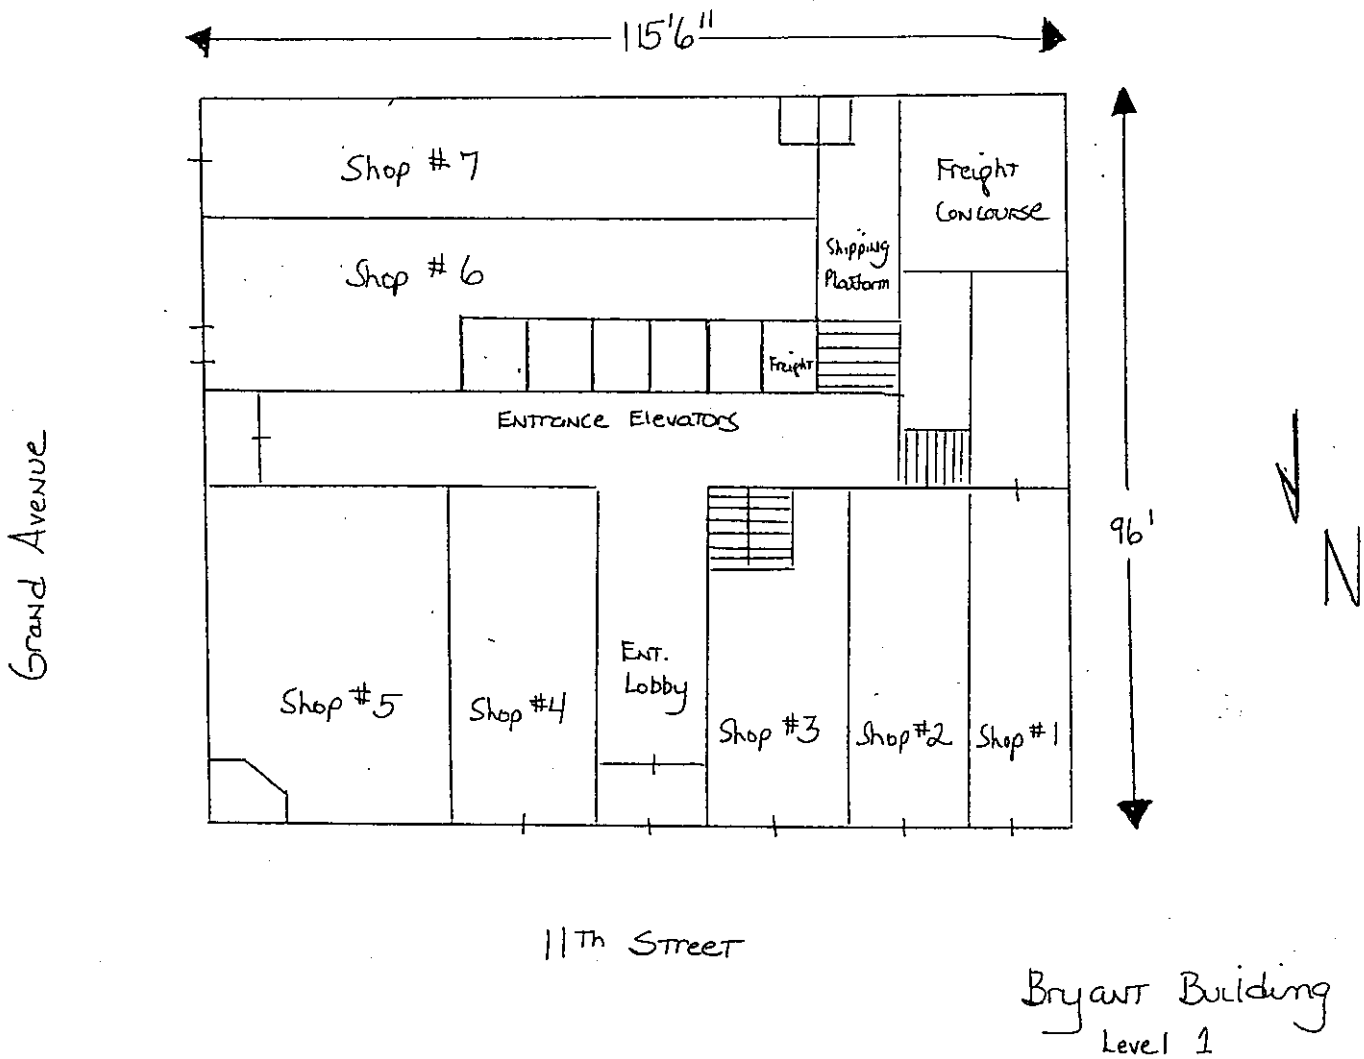 115'6"
Shop #7
Freight
Concourse
Shipping
Platform
Shop #6
Freight
Entrance Elevators
Grand Avenue
96'
N
Ent.
Lobby
Shop #5
Shop #4
Shop #3
Shop #2
Shop #1
11Th Street
Bryant Building
Level 1